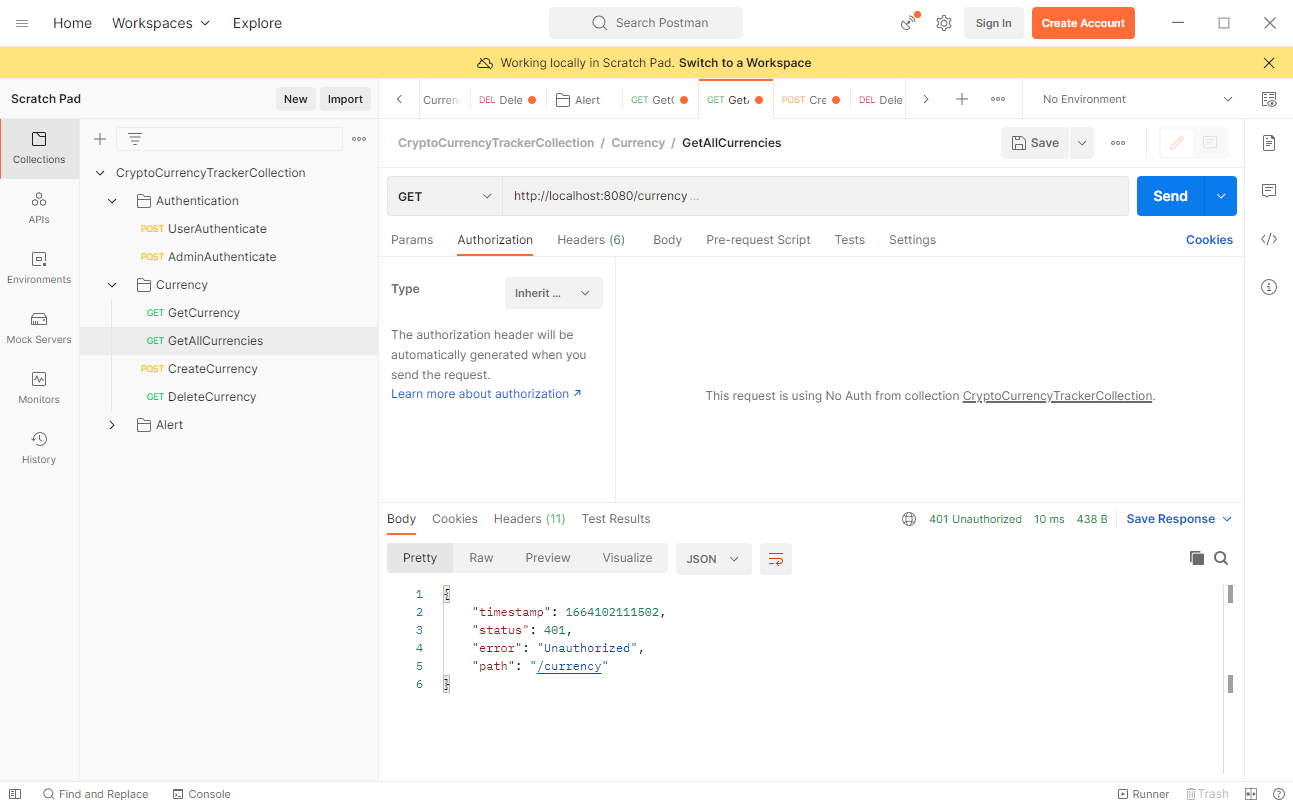 Home Workspaces Explore Search Postman Sign In Create Account
Working locally in Scratch Pad. Switch to a Workspace
Scratch Pad New Import
Curren DEL Dele Alert GET GetC GET GetA POST Cre DEL Dele No Environment
Collections
APIs
Environments
Mock Servers
Monitors
History
CryptoCurrencyTrackerCollection
Authentication
POST UserAuthenticate
POST AdminAuthenticate
Currency
GET GetCurrency
GET GetAllCurrencies
POST CreateCurrency
GET DeleteCurrency
Alert
CryptoCurrencyTrackerCollection / Currency / GetAllCurrencies Save
GET http://localhost:8080/currency ... Send
Params Authorization Headers (6) Body Pre-request Script Tests Settings Cookies
Type Inherit ...
The authorization header will be
automatically generated when you
send the request.
Learn more about authorization ↗
This request is using No Auth from collection CryptoCurrencyTrackerCollection.
Body Cookies Headers (11) Test Results 401 Unauthorized 10 ms 438 B Save Response
Pretty Raw Preview Visualize JSON
1 {
2 "timestamp": 1664102111502,
3 "status": 401,
4 "error": "Unauthorized",
5 "path": "/currency"
6 }
Find and Replace Console Runner Trash